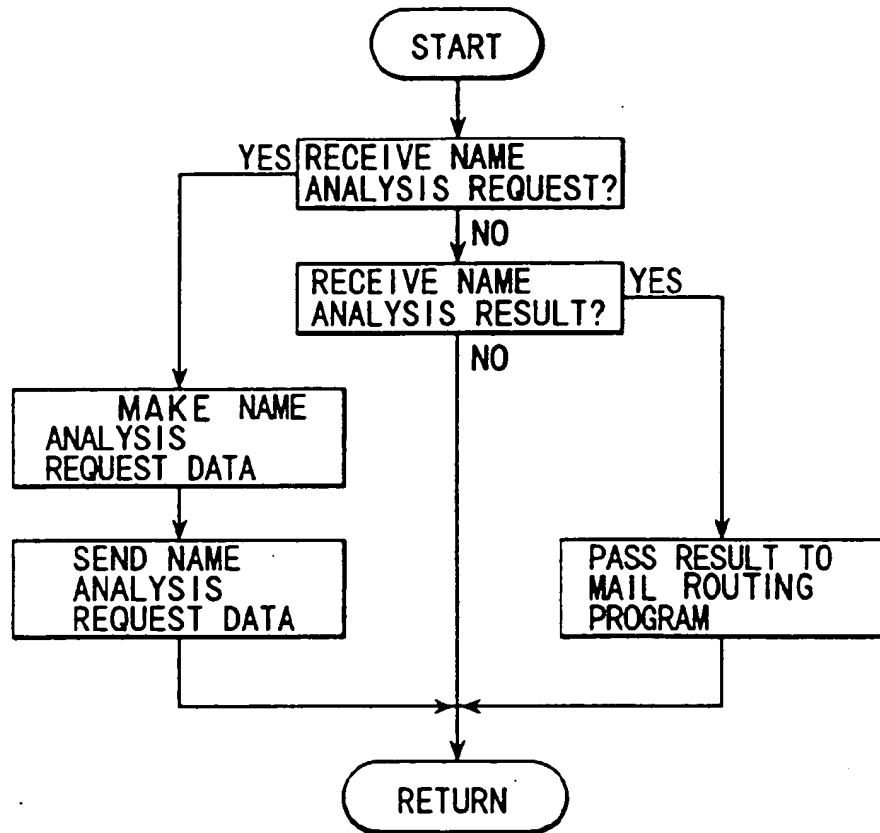 START
YES
RECEIVE NAME
ANALYSIS REQUEST?
NO
RECEIVE NAME
ANALYSIS RESULT?
YES
NO
MAKE NAME
ANALYSIS
REQUEST DATA
SEND NAME
ANALYSIS
REQUEST DATA
PASS RESULT TO
MAIL ROUTING
PROGRAM
RETURN